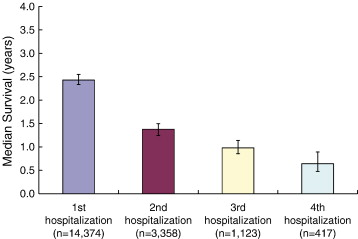 Median Survival (years)
4.0
3.5
3.0
2.5
2.0
1.5
1.0
0.5
0.0
1st
hospitalization
(n=14,374)
2nd
hospitalization
(n=3,358)
3rd
hospitalization
(n=1,123)
4th
hospitalization
(n=417)